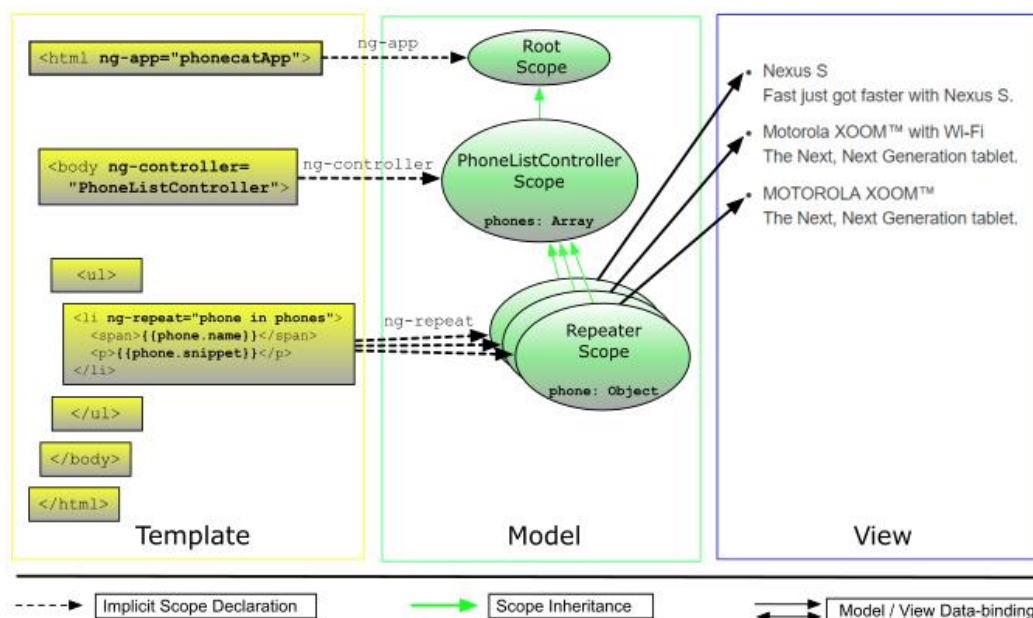 <html ng-app="phonecatApp">
ng-app
Root
Scope
<body ng-controller=
"PhoneListController">
ng-controller
PhoneListController
Scope
phones: Array
<ul>
<li ng-repeat="phone in phones">
<span>{{phone.name}}</span>
<p>{{phone.snippet}}</p>
</li>
ng-repeat
Repeater
Scope
phone: Object
</ul>
</body>
</html>
• Nexus S
Fast just got faster with Nexus S.
• Motorola XOOM™ with Wi-Fi
The Next, Next Generation tablet.
• MOTOROLA XOOM™
The Next, Next Generation tablet.
Template
Model
View
Implicit Scope Declaration
Scope Inheritance
Model / View Data-binding